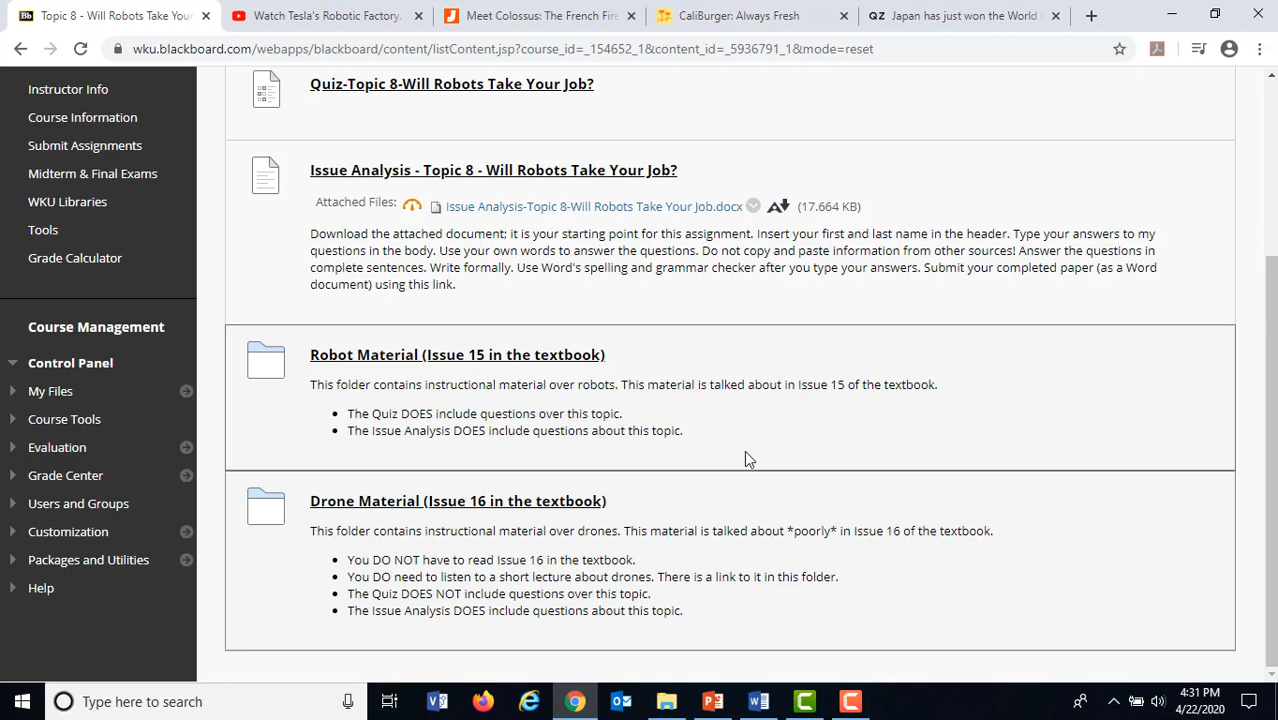 Bb Topic 8 - Will Robots Take Your
Watch Tesla's Robotic Factory.
Meet Colossus: The French Fire
CaliBurger: Always Fresh
QZ Japan has just won the World
wku.blackboard.com/webapps/blackboard/content/listContent.jsp?course_id=_154652_1&content_id=_5936791_1&mode=reset
Instructor Info
Course Information
Submit Assignments
Midterm & Final Exams
WKU Libraries
Tools
Grade Calculator
Course Management
Control Panel
My Files
Course Tools
Evaluation
Grade Center
Users and Groups
Customization
Packages and Utilities
Help
Quiz-Topic 8-Will Robots Take Your Job?
Issue Analysis - Topic 8 - Will Robots Take Your Job?
Attached Files: Issue Analysis-Topic 8-Will Robots Take Your Job.docx (17.664 KB)
Download the attached document; it is your starting point for this assignment. Insert your first and last name in the header. Type your answers to my
questions in the body. Use your own words to answer the questions. Do not copy and paste information from other sources! Answer the questions in
complete sentences. Write formally. Use Word's spelling and grammar checker after you type your answers. Submit your completed paper (as a Word
document) using this link.
Robot Material (Issue 15 in the textbook)
This folder contains instructional material over robots. This material is talked about in Issue 15 of the textbook.
• The Quiz DOES include questions over this topic.
• The Issue Analysis DOES include questions about this topic.
Drone Material (Issue 16 in the textbook)
This folder contains instructional material over drones. This material is talked about *poorly* in Issue 16 of the textbook.
• You DO NOT have to read Issue 16 in the textbook.
• You DO need to listen to a short lecture about drones. There is a link to it in this folder.
• The Quiz DOES NOT include questions over this topic.
• The Issue Analysis DOES include questions about this topic.
Type here to search
4:31 PM
4/22/2020